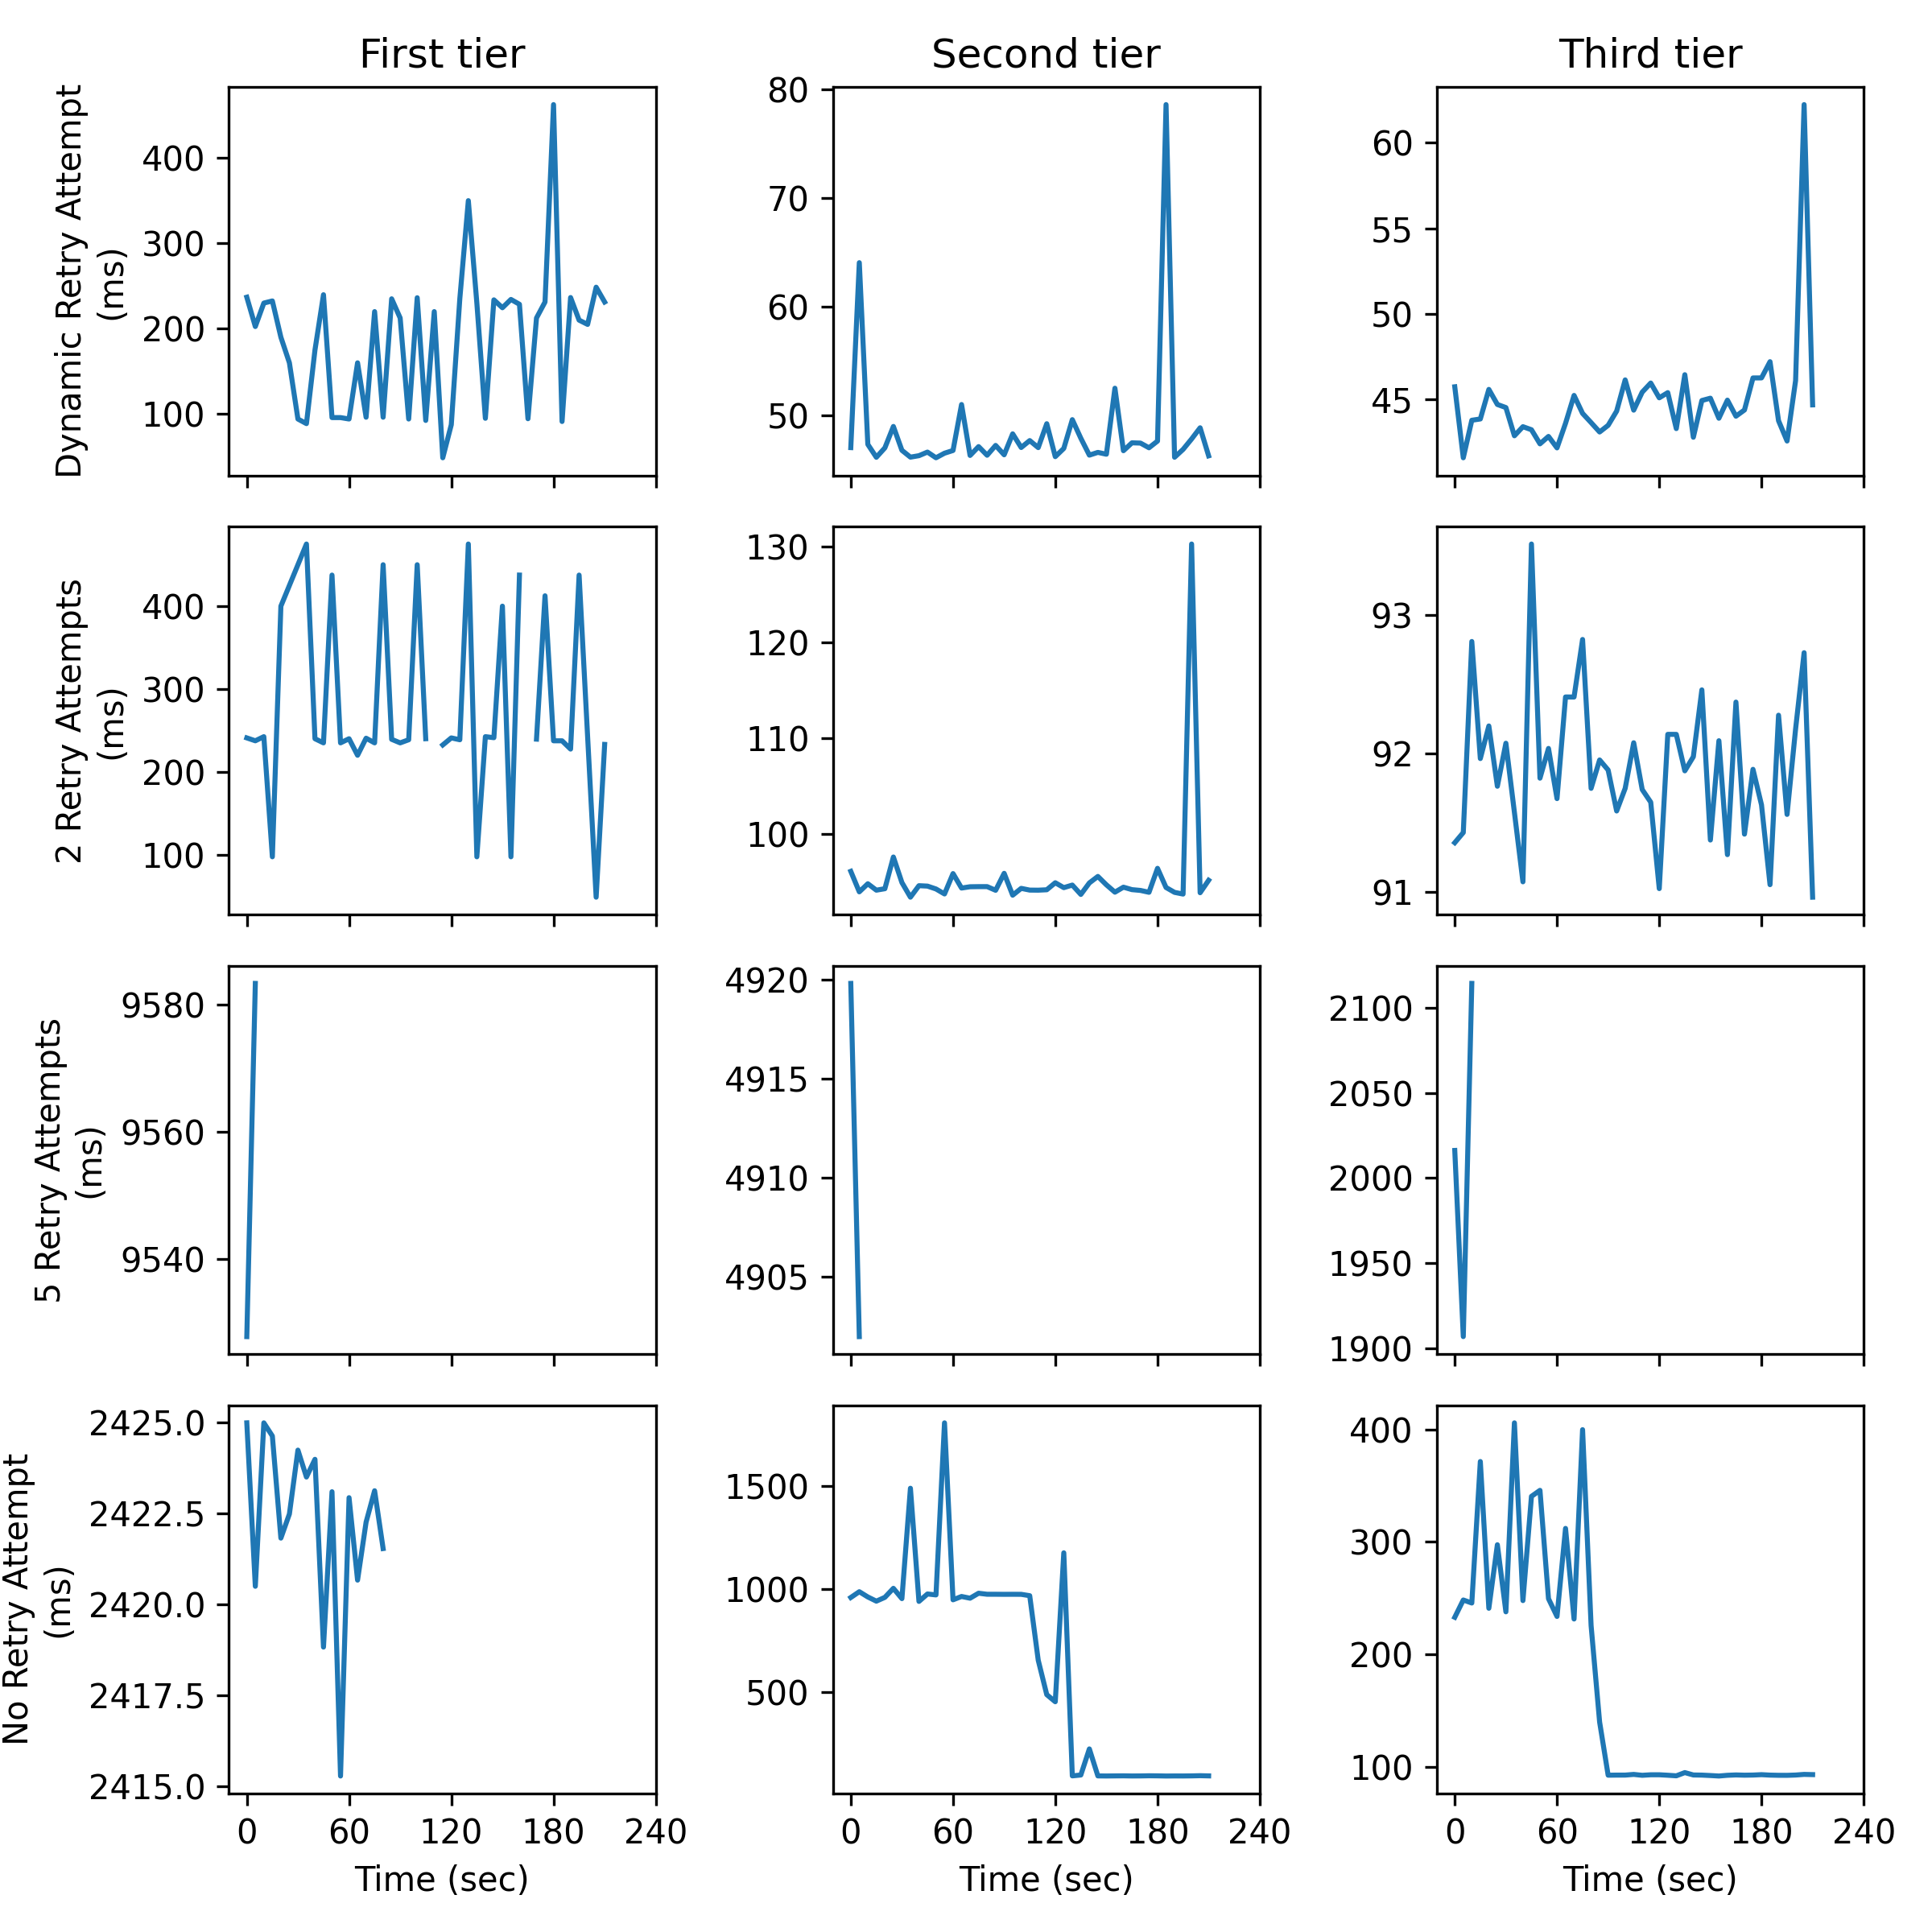 First tier
Second tier
Third tier
Dynamic Retry Attempt
(ms)
400
300
200
100
80
70
60
50
60
55
50
45
2 Retry Attempts
(ms)
400
300
200
100
130
120
110
100
93
92
91
5 Retry Attempts
(ms)
9580
9560
9540
4920
4915
4910
4905
2100
2050
2000
1950
1900
No Retry Attempt
(ms)
2425.0
2422.5
2420.0
2417.5
2415.0
1500
1000
500
400
300
200
100
0 60 120 180 240
0 60 120 180 240
0 60 120 180 240
Time (sec)
Time (sec)
Time (sec)